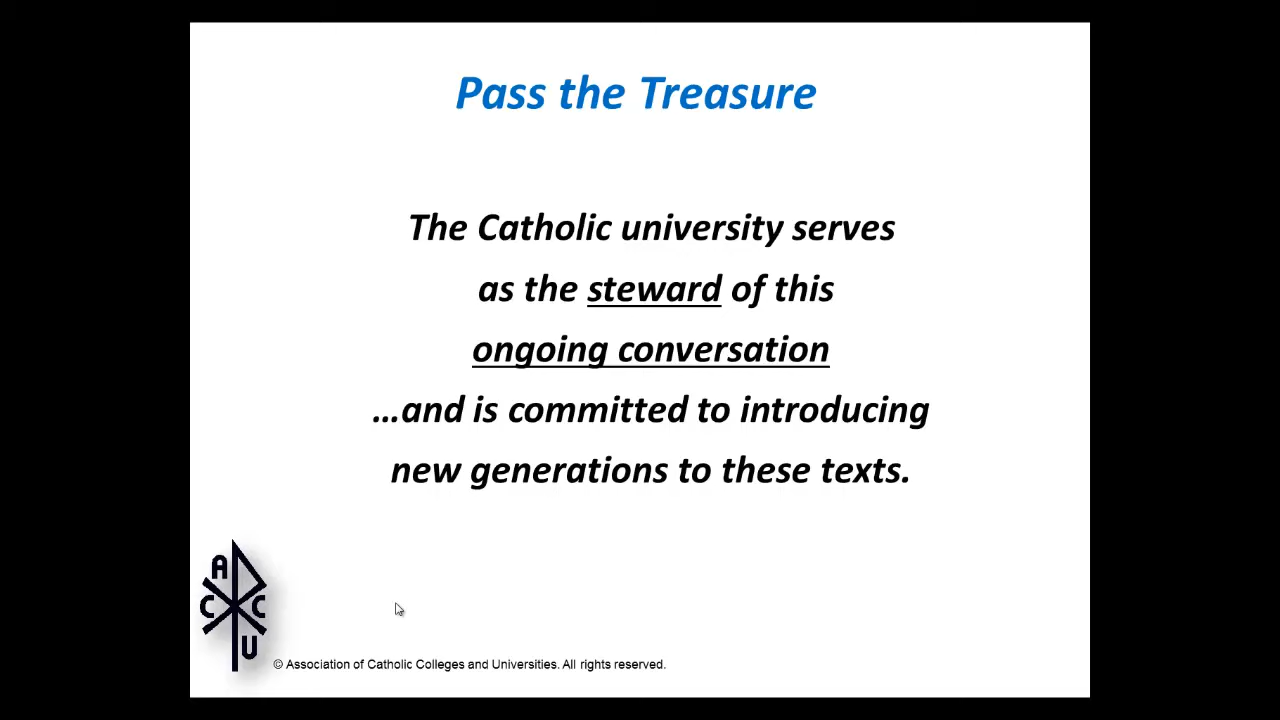 Pass the Treasure
The Catholic university serves
as the steward of this
ongoing conversation
…and is committed to introducing
new generations to these texts.
A
C C
U
© Association of Catholic Colleges and Universities. All rights reserved.